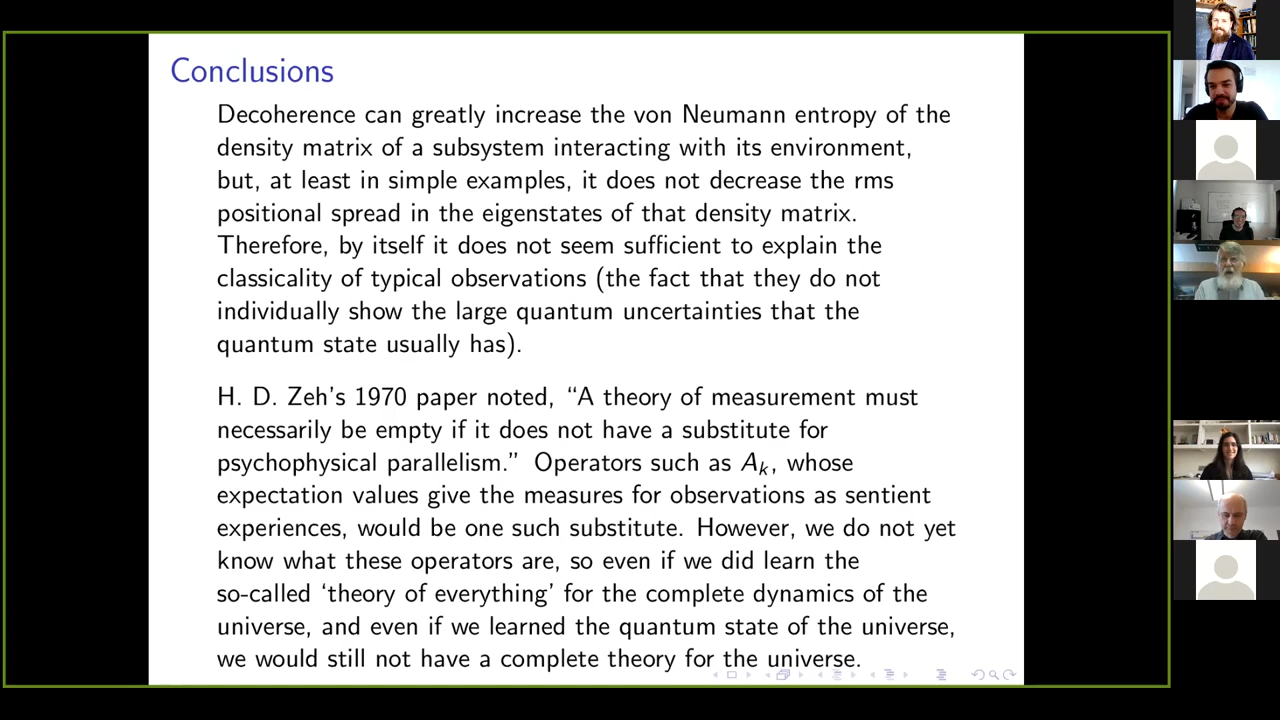 Conclusions
Decoherence can greatly increase the von Neumann entropy of the
density matrix of a subsystem interacting with its environment,
but, at least in simple examples, it does not decrease the rms
positional spread in the eigenstates of that density matrix.
Therefore, by itself it does not seem sufficient to explain the
classicality of typical observations (the fact that they do not
individually show the large quantum uncertainties that the
quantum state usually has).
H. D. Zeh’s 1970 paper noted, “A theory of measurement must
necessarily be empty if it does not have a substitute for
psychophysical parallelism.” Operators such as Aₖ, whose
expectation values give the measures for observations as sentient
experiences, would be one such substitute. However, we do not yet
know what these operators are, so even if we did learn the
so-called ‘theory of everything’ for the complete dynamics of the
universe, and even if we learned the quantum state of the universe,
we would still not have a complete theory for the universe.